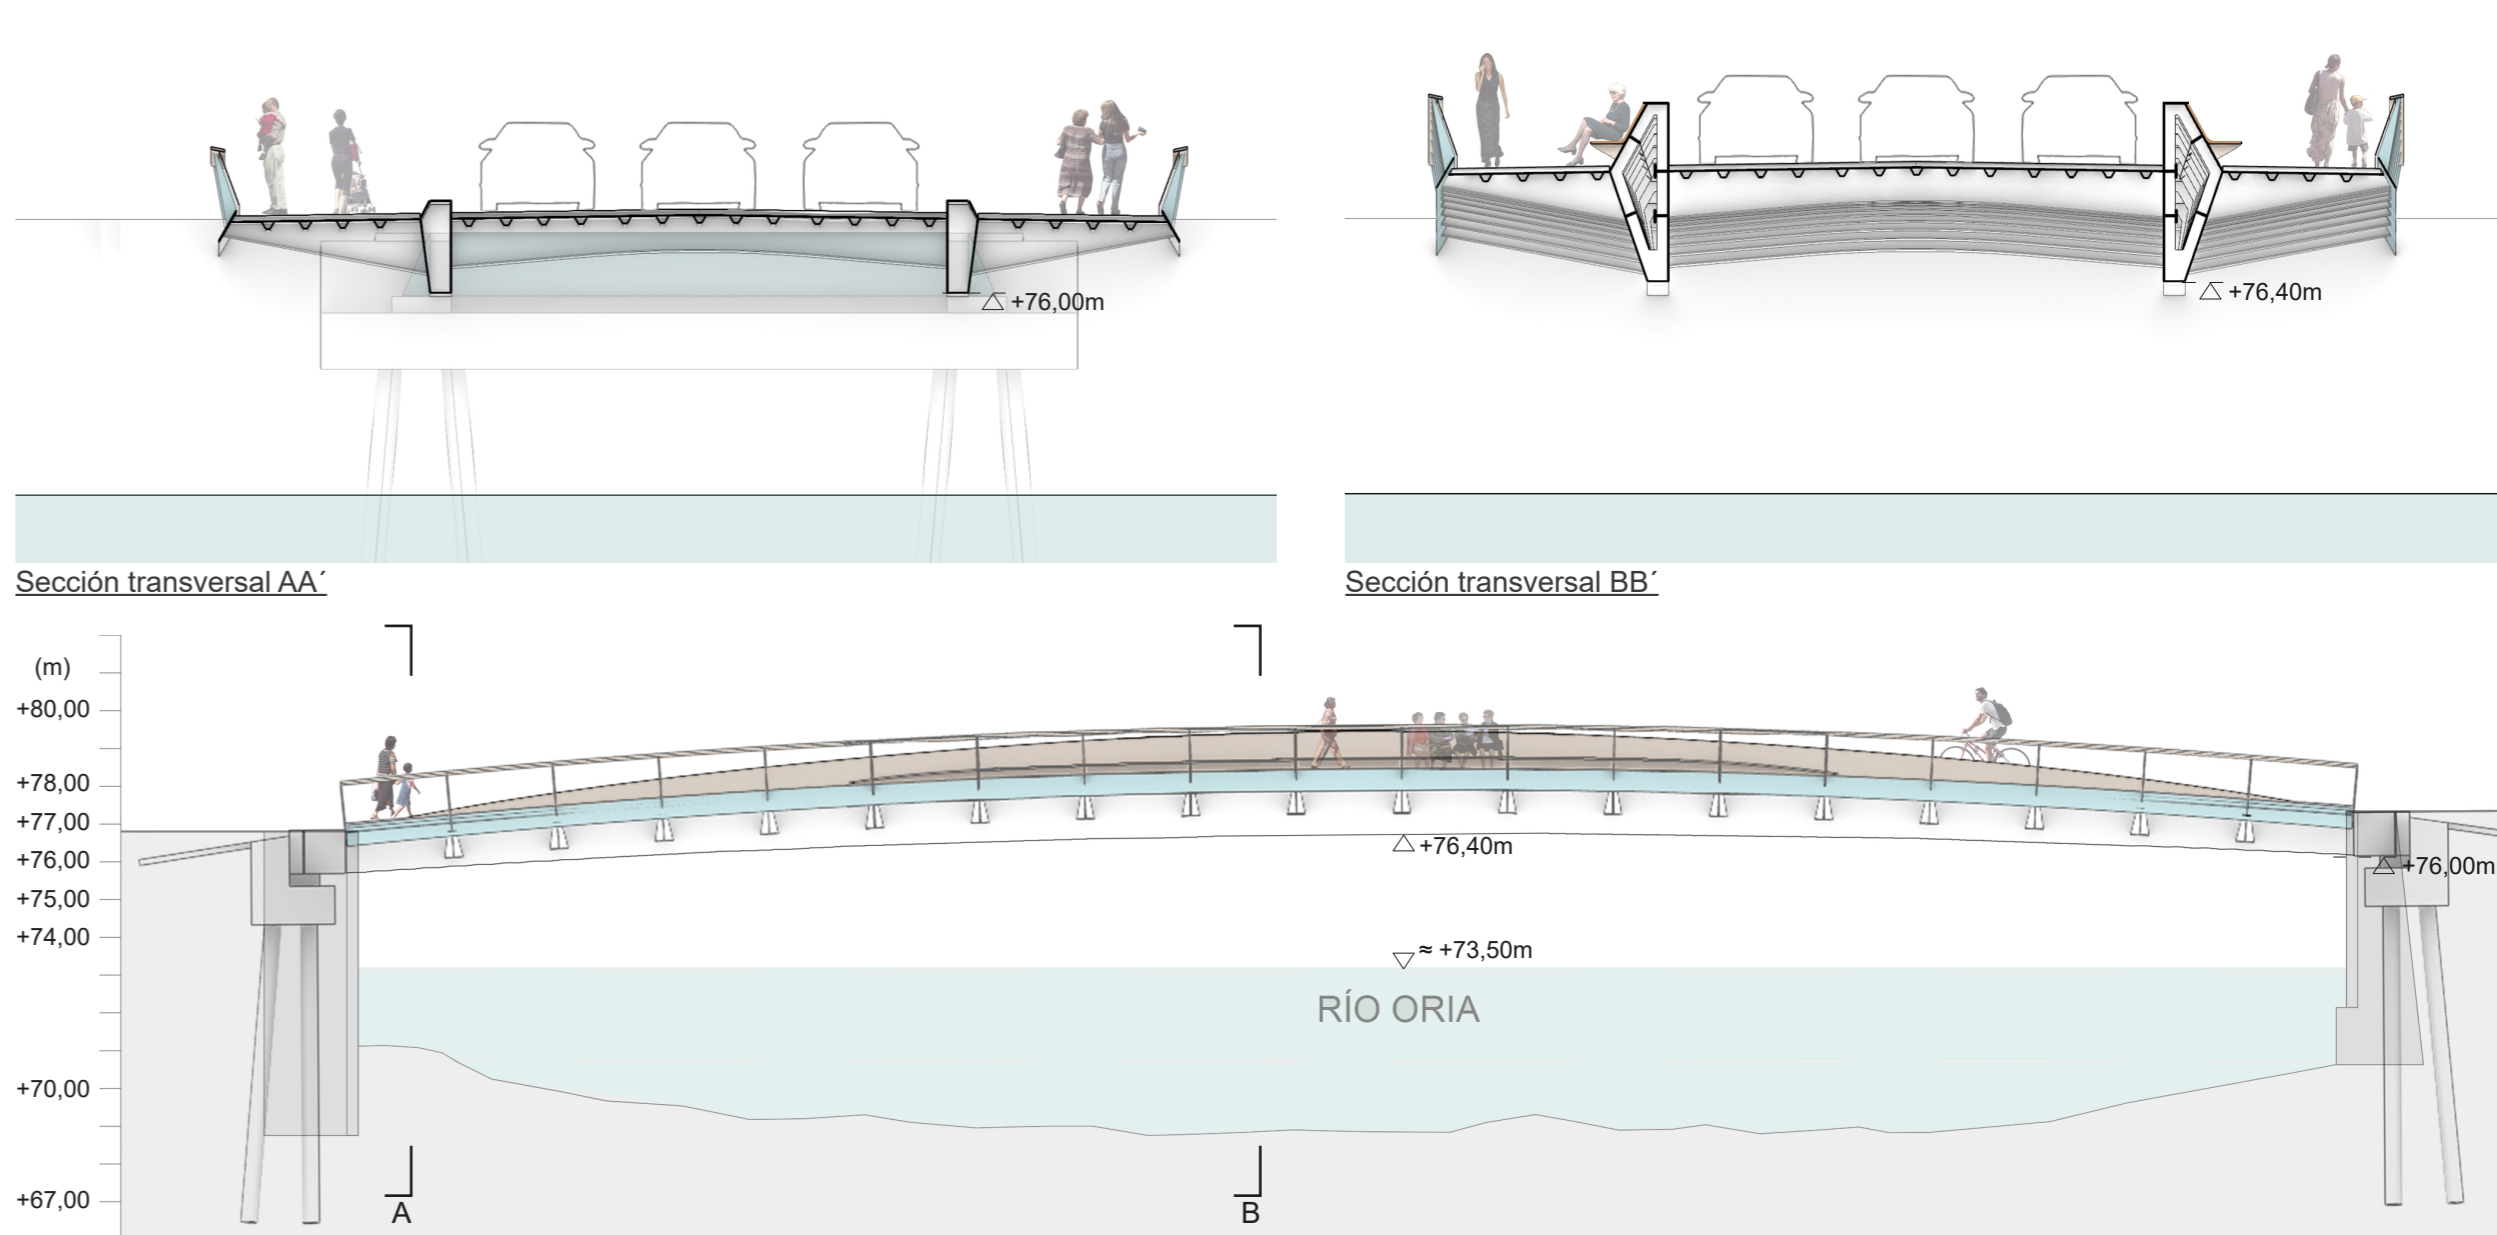 +76,00m
+76,40m
Sección transversal AA´
Sección transversal BB´
(m)
+80,00
+78,00
+77,00
+76,00
+75,00
+74,00
+70,00
+67,00
+76,40m
+76,00m
≈ +73,50m
RÍO ORIA
A
B